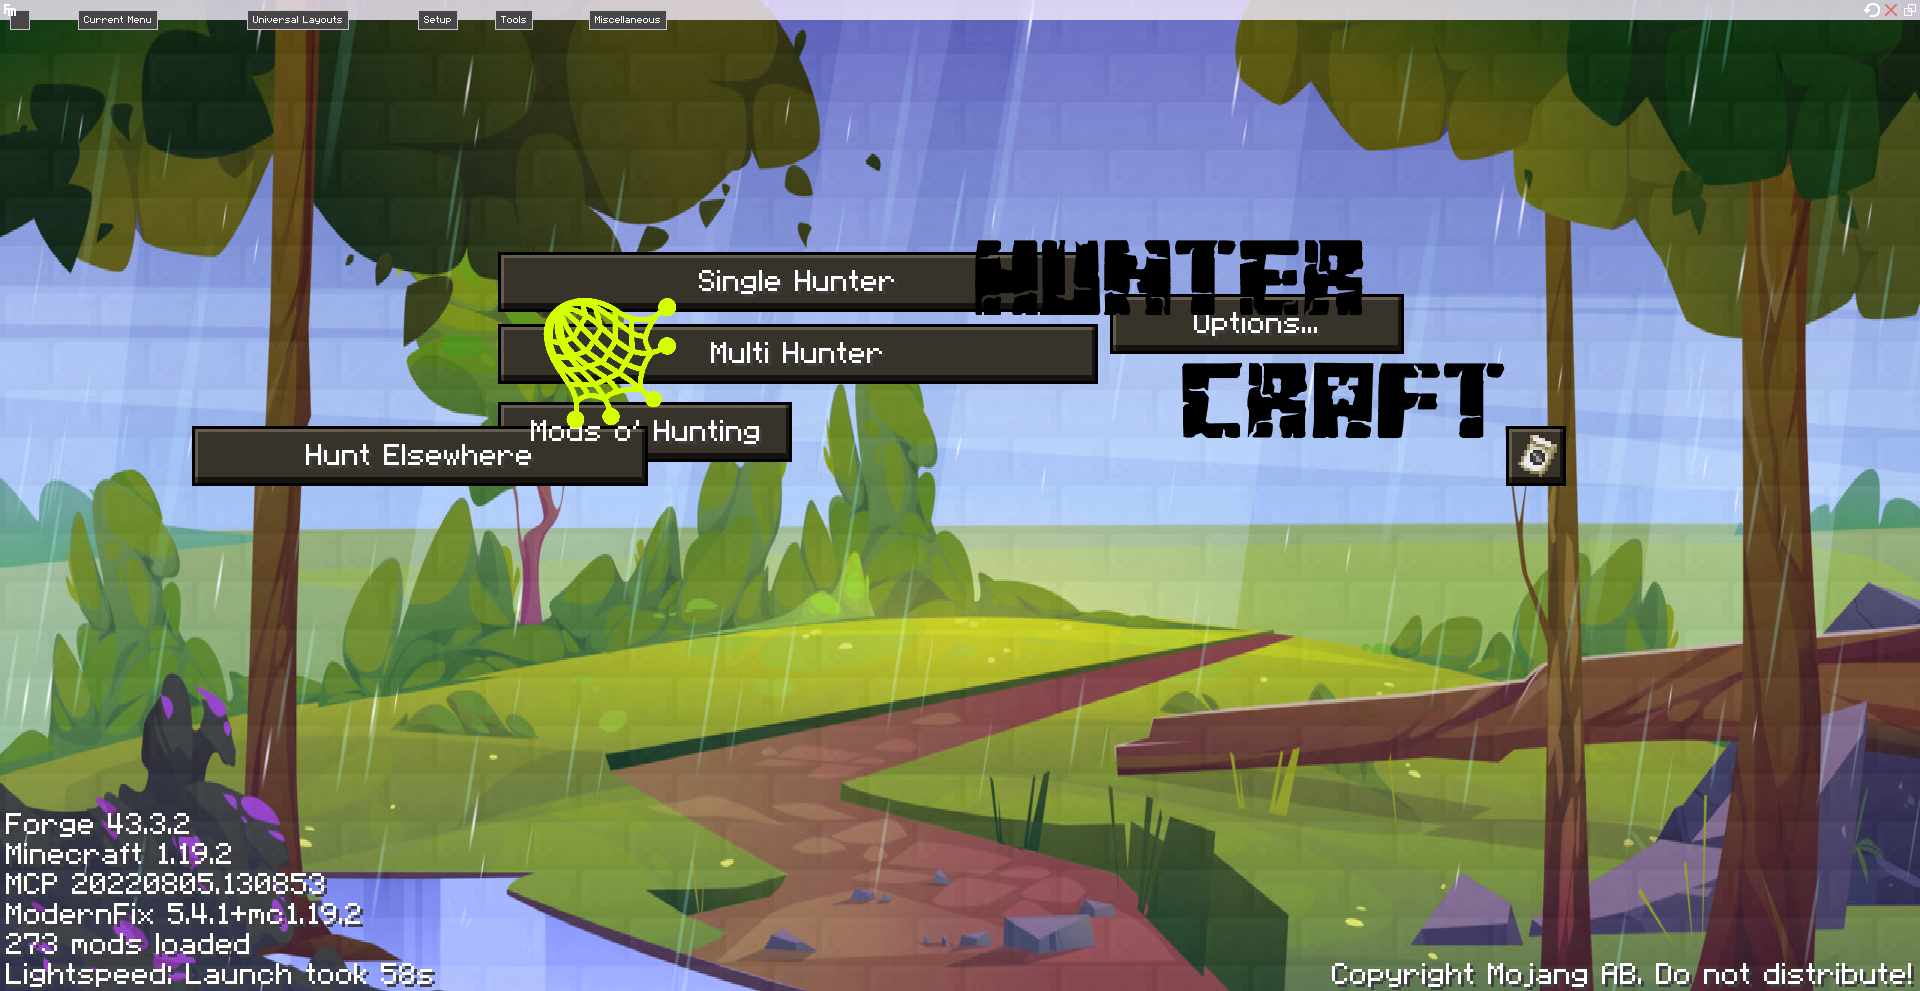 FM
Current Menu
Universal Layouts
Setup
Tools
Miscellaneous
HUNTER
CRAFT
Single Hunter
Options...
Multi Hunter
Mods o' Hunting
Hunt Elsewhere
Forge 43.3.2
Minecraft 1.19.2
MCP 20220805.130853
ModernFix 5.4.1+mc1.19.2
273 mods loaded
Lightspeed: Launch took 58s
Copyright Mojang AB. Do not distribute!